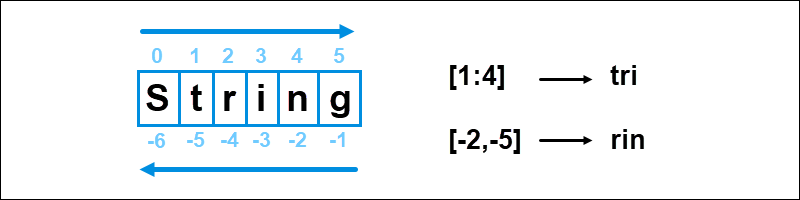 0 1 2 3 4 5
S t r i n g
-6 -5 -4 -3 -2 -1
[1:4] tri
[-2,-5] rin